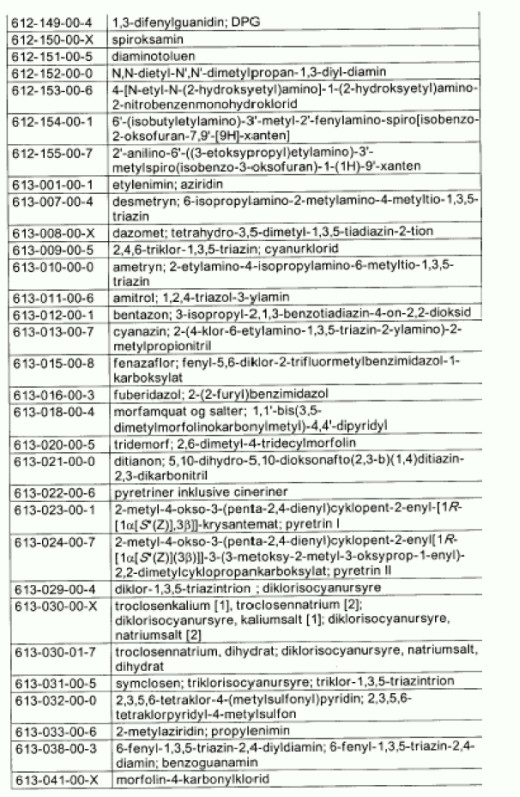 612-149-00-4 1,3-difenylguanidin; DPG
612-150-00-X spiroksamin
612-151-00-5 diaminotoluen
612-152-00-0 N,N-dietyl-N',N'-dimetylpropan-1,3-diyl-diamin
612-153-00-6 4-[N-etyl-N-(2-hydroksyetyl)amino]-1-(2-hydroksyetyl)amino-
2-nitrobenzenmonohydroklorid
612-154-00-1 6'-(isobutyletylamino)-3'-metyl-2'-fenylamino-spiro[isobenzo-
2-oksofuran-7,9'-[9H]-xanten]
612-155-00-7 2'-anilino-6'-((3-etoksypropyl)etylamino)-3'-
metylspiro(isobenzo-3-oksofuran)-1-(1H)-9'-xanten
613-001-00-1 etylenimin; aziridin
613-007-00-4 desmetryn; 6-isopropylamino-2-metylamino-4-metyltio-1,3,5-
triazin
613-008-00-X dazomet; tetrahydro-3,5-dimetyl-1,3,5-tiadiazin-2-tion
613-009-00-5 2,4,6-triklor-1,3,5-triazin; cyanurklorid
613-010-00-0 ametryn; 2-etylamino-4-isopropylamino-6-metyltio-1,3,5-
triazin
613-011-00-6 amitrol; 1,2,4-triazol-3-ylamin
613-012-00-1 bentazon; 3-isopropyl-2,1,3-benzotiadiazin-4-on-2,2-dioksid
613-013-00-7 cyanazin; 2-(4-klor-6-etylamino-1,3,5-triazin-2-ylamino)-2-
metylpropionitril
613-015-00-8 fenazaflor; fenyl-5,6-diklor-2-trifluormetylbenzimidazol-1-
karboksylat
613-016-00-3 fuberidazol; 2-(2-furyl)benzimidazol
613-018-00-4 morfamquat og salter; 1,1'-bis(3,5-
dimetylmorfolinokarbonylmetyl)-4,4'-dipyridyl
613-020-00-5 tridemorf; 2,6-dimetyl-4-tridecylmorfolin
613-021-00-0 ditianon; 5,10-dihydro-5,10-dioksonafto(2,3-b)(1,4)ditiazin-
2,3-dikarbonitril
613-022-00-6 pyretriner inklusive cineriner
613-023-00-1 2-metyl-4-okso-3-(penta-2,4-dienyl)cyklopent-2-enyl-[1R-
[1α[S*(Z)],3β]]-krysantemat; pyretrin I
613-024-00-7 2-metyl-4-okso-3-(penta-2,4-dienyl)cyklopent-2-enyl[1R-
[1α[S*(Z)](3β)]]-3-(3-metoksy-2-metyl-3-oksyprop-1-enyl)-
2,2-dimetylcyklopropankarboksylat; pyretrin II
613-029-00-4 diklor-1,3,5-triazintrion ; diklorisocyanursyre
613-030-00-X troclosenkalium [1], troclosennatrium [2];
diklorisocyanursyre, kaliumsalt [1]; diklorisocyanursyre,
natriumsalt [2]
613-030-01-7 troclosennatrium, dihydrat; diklorisocyanursyre, natriumsalt,
dihydrat
613-031-00-5 symclosen; triklorisocyanursyre; triklor-1,3,5-triazintrion
613-032-00-0 2,3,5,6-tetraklor-4-(metylsulfonyl)pyridin; 2,3,5,6-
tetraklorpyridyl-4-metylsulfon
613-033-00-6 2-metylaziridin; propylenimin
613-038-00-3 6-fenyl-1,3,5-triazin-2,4-diyldiamin; 6-fenyl-1,3,5-triazin-2,4-
diamin; benzoguanamin
613-041-00-X morfolin-4-karbonylklorid